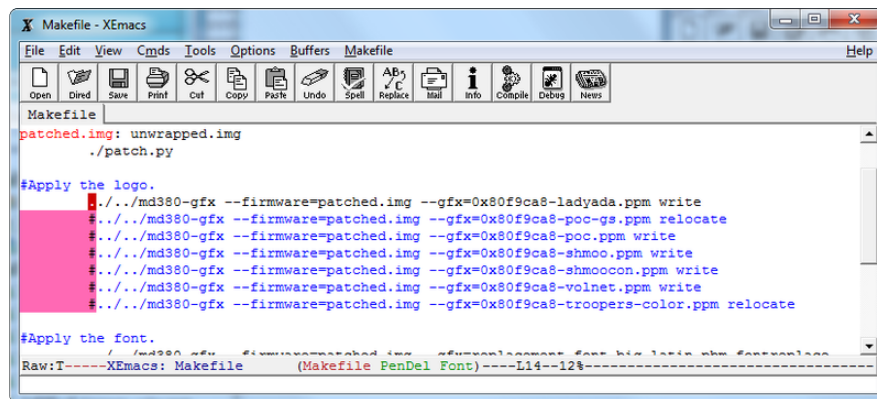 Makefile - XEmacs
File Edit View Cmds Tools Options Buffers Makefile Help
Open Dired Save Print Cut Copy Paste Undo Spell Replace Mail Info Compile Debug News
Makefile
patched.img: unwrapped.img
./patch.py
#Apply the logo.
../../md380-gfx --firmware=patched.img --gfx=0x80f9ca8-ladyada.ppm write
#../../md380-gfx --firmware=patched.img --gfx=0x80f9ca8-poc-gs.ppm relocate
#../../md380-gfx --firmware=patched.img --gfx=0x80f9ca8-poc.ppm write
#../../md380-gfx --firmware=patched.img --gfx=0x80f9ca8-shmoo.ppm write
#../../md380-gfx --firmware=patched.img --gfx=0x80f9ca8-shmoocon.ppm write
#../../md380-gfx --firmware=patched.img --gfx=0x80f9ca8-volnet.ppm write
#../../md380-gfx --firmware=patched.img --gfx=0x80f9ca8-troopers-color.ppm relocate
#Apply the font.
Raw:T-----XEmacs: Makefile (Makefile PenDel Font)----L14--12%-----------------------------------